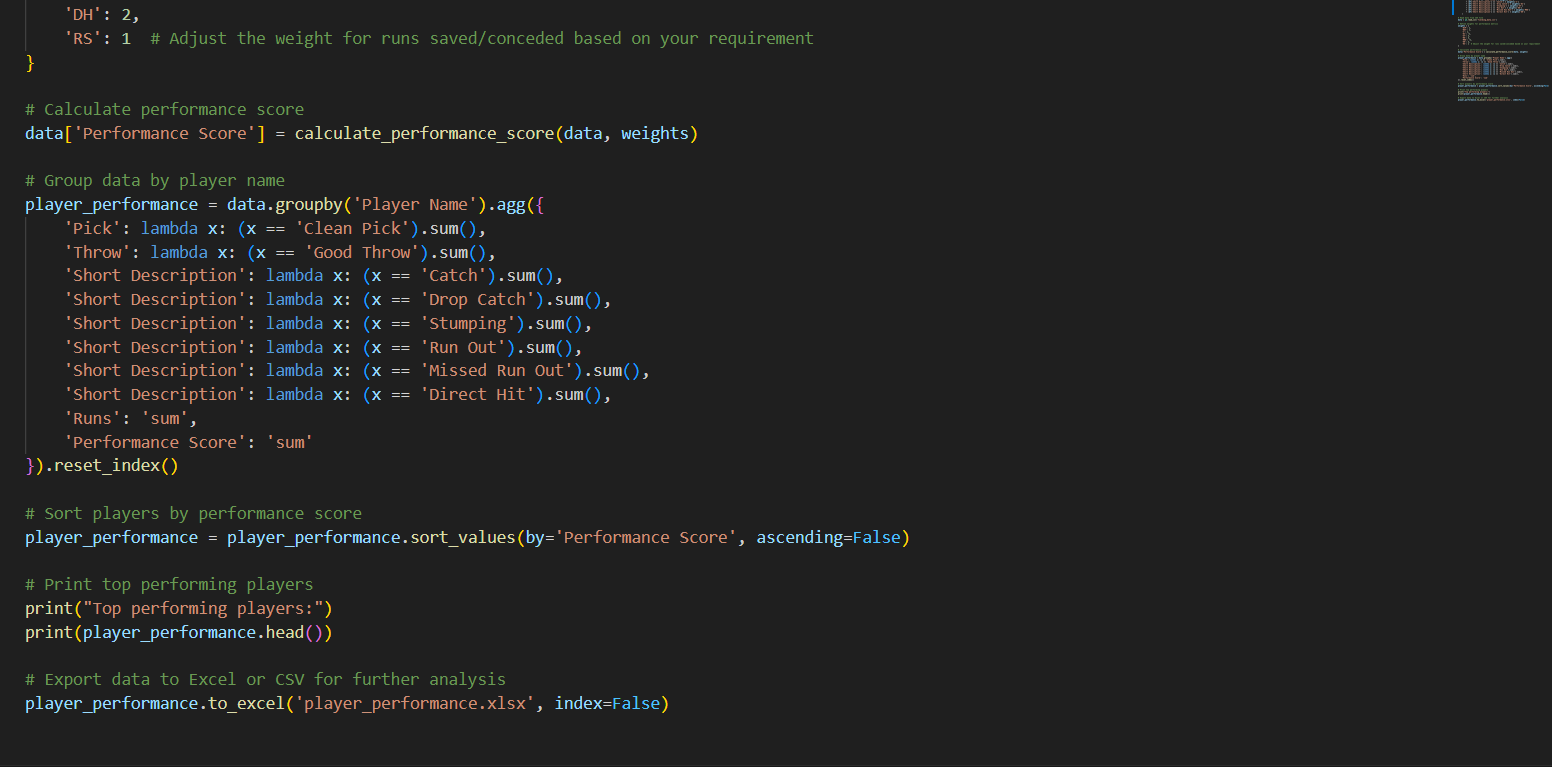 'DH': 2,
    'RS': 1  # Adjust the weight for runs saved/conceded based on your requirement
}

# Calculate performance score
data['Performance Score'] = calculate_performance_score(data, weights)

# Group data by player name
player_performance = data.groupby('Player Name').agg({
    'Pick': lambda x: (x == 'Clean Pick').sum(),
    'Throw': lambda x: (x == 'Good Throw').sum(),
    'Short Description': lambda x: (x == 'Catch').sum(),
    'Short Description': lambda x: (x == 'Drop Catch').sum(),
    'Short Description': lambda x: (x == 'Stumping').sum(),
    'Short Description': lambda x: (x == 'Run Out').sum(),
    'Short Description': lambda x: (x == 'Missed Run Out').sum(),
    'Short Description': lambda x: (x == 'Direct Hit').sum(),
    'Runs': 'sum',
    'Performance Score': 'sum'
}).reset_index()

# Sort players by performance score
player_performance = player_performance.sort_values(by='Performance Score', ascending=False)

# Print top performing players
print("Top performing players:")
print(player_performance.head())

# Export data to Excel or CSV for further analysis
player_performance.to_excel('player_performance.xlsx', index=False)